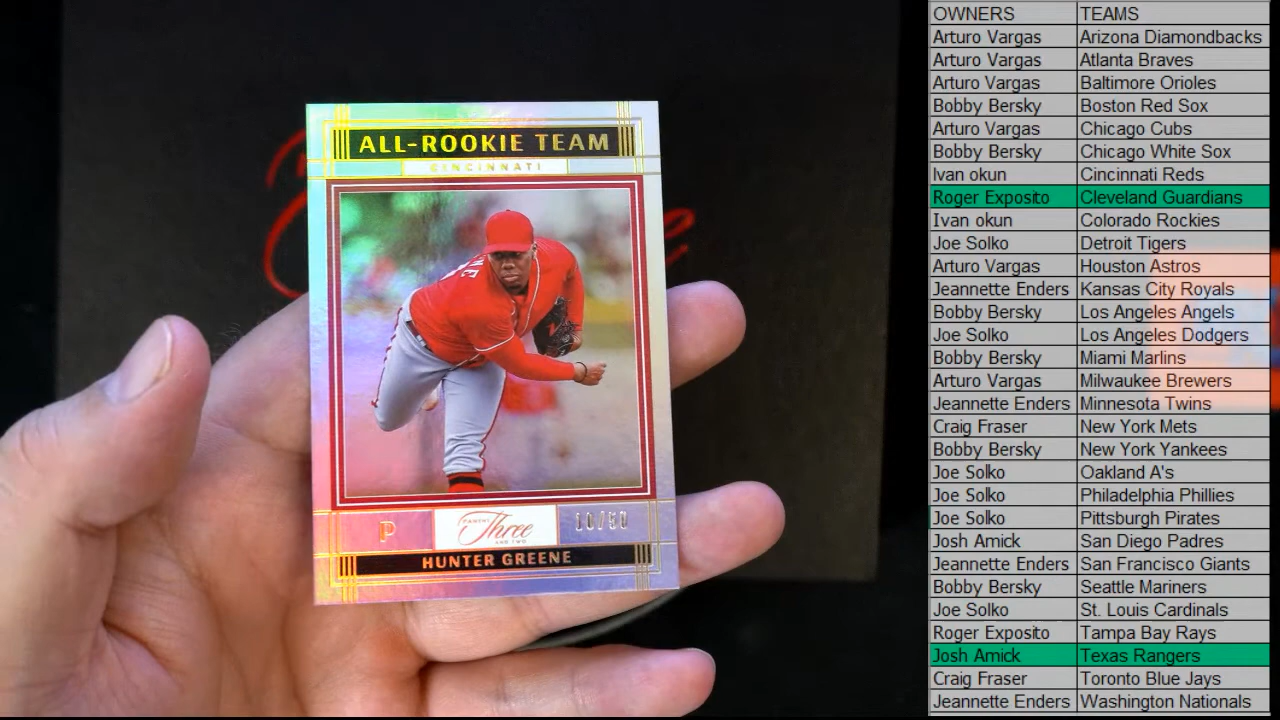 ALL-ROOKIE TEAM
CINCINNATI
P
PANINI
Three
AND TWO
10/50
HUNTER GREENE
OWNERS TEAMS
Arturo Vargas Arizona Diamondbacks
Arturo Vargas Atlanta Braves
Arturo Vargas Baltimore Orioles
Bobby Bersky Boston Red Sox
Arturo Vargas Chicago Cubs
Bobby Bersky Chicago White Sox
Ivan okun Cincinnati Reds
Roger Exposito Cleveland Guardians
Ivan okun Colorado Rockies
Joe Solko Detroit Tigers
Arturo Vargas Houston Astros
Jeannette Enders Kansas City Royals
Bobby Bersky Los Angeles Angels
Joe Solko Los Angeles Dodgers
Bobby Bersky Miami Marlins
Arturo Vargas Milwaukee Brewers
Jeannette Enders Minnesota Twins
Craig Fraser New York Mets
Bobby Bersky New York Yankees
Joe Solko Oakland A's
Joe Solko Philadelphia Phillies
Joe Solko Pittsburgh Pirates
Josh Amick San Diego Padres
Jeannette Enders San Francisco Giants
Bobby Bersky Seattle Mariners
Joe Solko St. Louis Cardinals
Roger Exposito Tampa Bay Rays
Josh Amick Texas Rangers
Craig Fraser Toronto Blue Jays
Jeannette Enders Washington Nationals